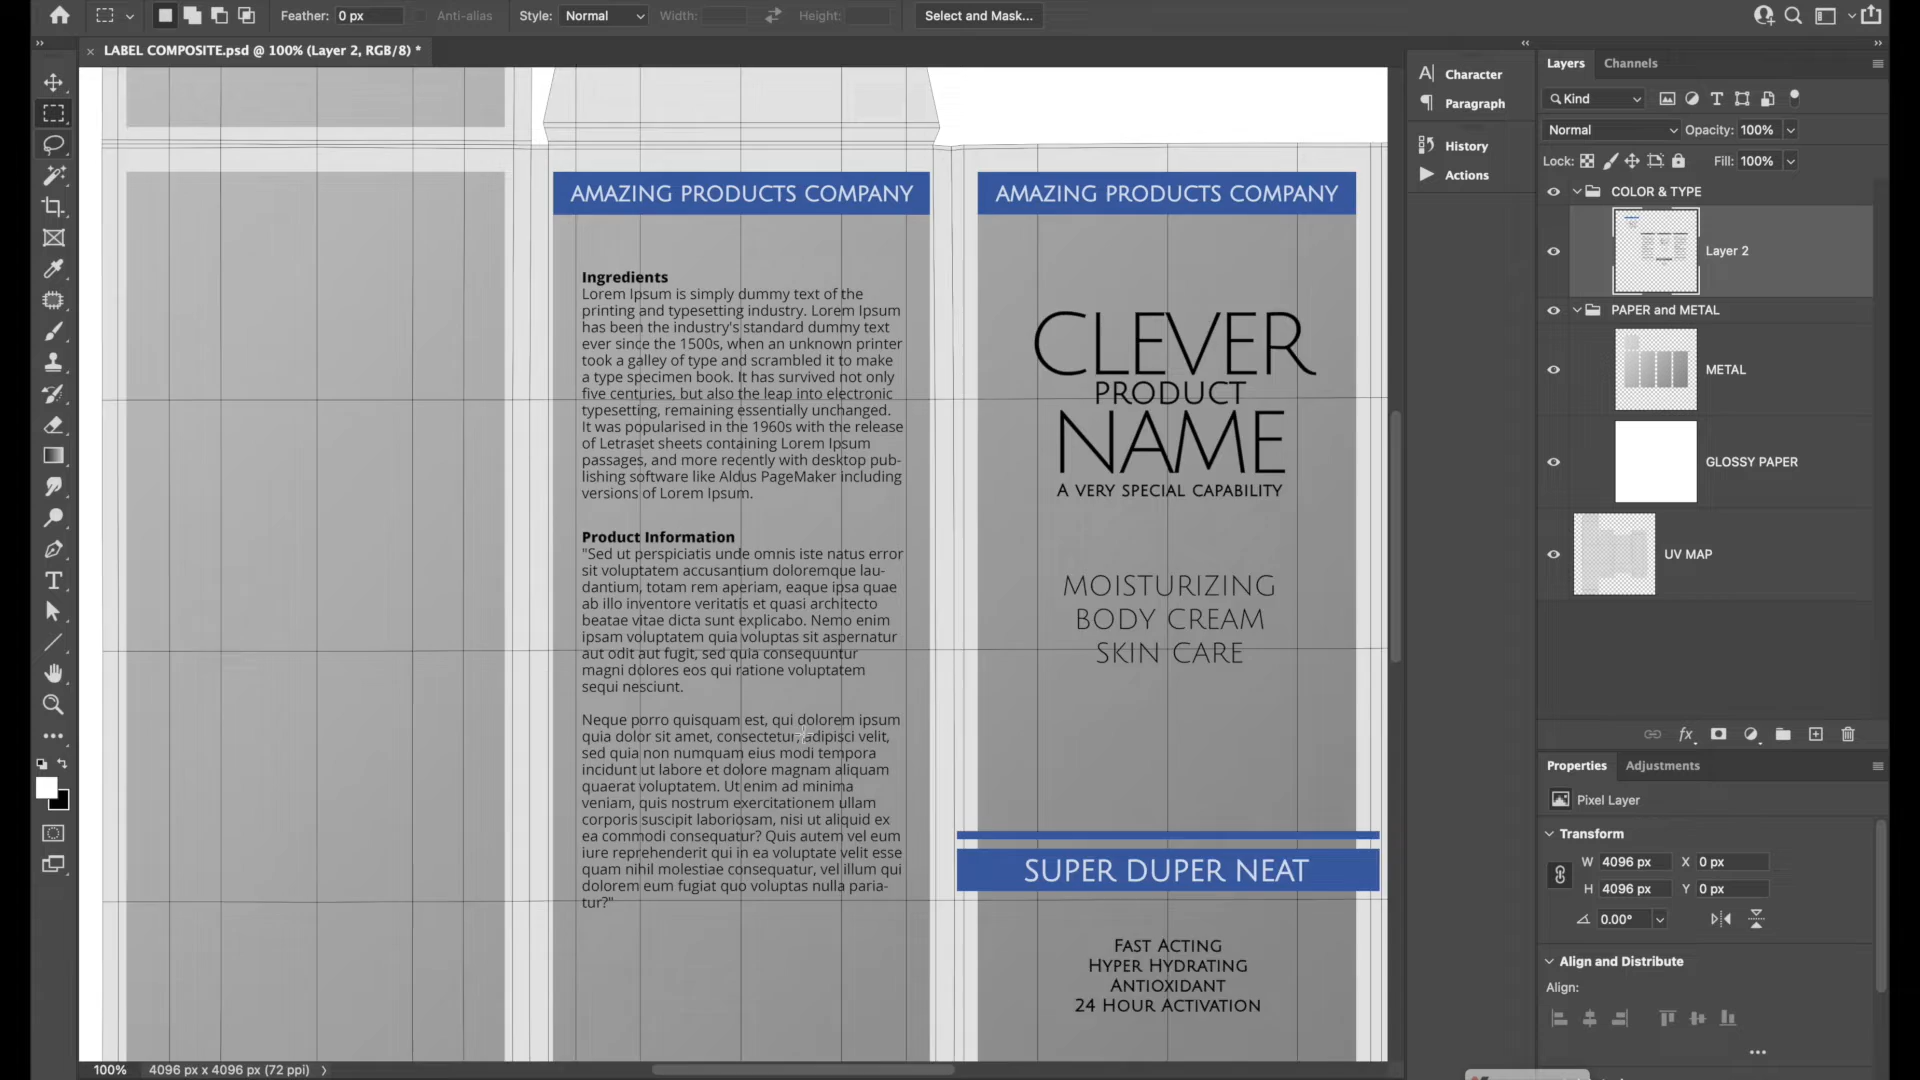 Feather: 0 px
Anti-alias
Style: Normal
Width:
Height:
Select and Mask...
LABEL COMPOSITE.psd @ 100% (Layer 2, RGB/8) *
AMAZING PRODUCTS COMPANY
Ingredients
Lorem Ipsum is simply dummy text of the
printing and typesetting industry. Lorem Ipsum
has been the industry's standard dummy text
ever since the 1500s, when an unknown printer
took a galley of type and scrambled it to make
a type specimen book. It has survived not only
five centuries, but also the leap into electronic
typesetting, remaining essentially unchanged.
It was popularised in the 1960s with the release
of Letraset sheets containing Lorem Ipsum
passages, and more recently with desktop pub-
lishing software like Aldus PageMaker including
versions of Lorem Ipsum.
Product Information
"Sed ut perspiciatis unde omnis iste natus error
sit voluptatem accusantium doloremque lau-
dantium, totam rem aperiam, eaque ipsa quae
ab illo inventore veritatis et quasi architecto
beatae vitae dicta sunt explicabo. Nemo enim
ipsam voluptatem quia voluptas sit aspernatur
aut odit aut fugit, sed quia consequuntur
magni dolores eos qui ratione voluptatem
sequi nesciunt.
Neque porro quisquam est, qui dolorem ipsum
quia dolor sit amet, consectetur, adipisci velit,
sed quia non numquam eius modi tempora
incidunt ut labore et dolore magnam aliquam
quaerat voluptatem. Ut enim ad minima
veniam, quis nostrum exercitationem ullam
corporis suscipit laboriosam, nisi ut aliquid ex
ea commodi consequatur? Quis autem vel eum
iure reprehenderit qui in ea voluptate velit esse
quam nihil molestiae consequatur, vel illum qui
dolorem eum fugiat quo voluptas nulla paria-
tur?"
AMAZING PRODUCTS COMPANY
CLEVER
PRODUCT
NAME
A VERY SPECIAL CAPABILITY
MOISTURIZING
BODY CREAM
SKIN CARE
SUPER DUPER NEAT
FAST ACTING
HYPER HYDRATING
ANTIOXIDANT
24 HOUR ACTIVATION
100%
4096 px x 4096 px (72 ppi)
Character
Paragraph
History
Actions
Layers
Channels
Kind
Normal
Opacity: 100%
Lock:
Fill: 100%
COLOR & TYPE
Layer 2
PAPER and METAL
METAL
GLOSSY PAPER
UV MAP
fx
Properties
Adjustments
Pixel Layer
Transform
W 4096 px X 0 px
H 4096 px Y 0 px
0.00°
Align and Distribute
Align: